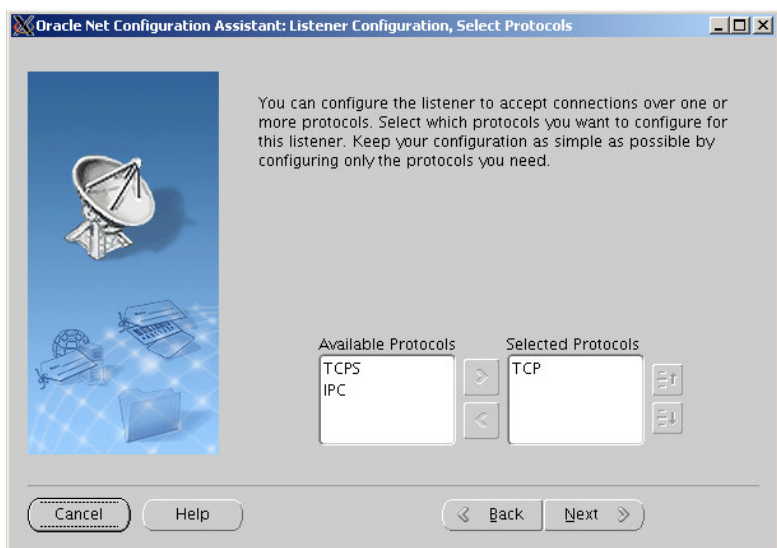 Oracle Net Configuration Assistant: Listener Configuration, Select Protocols
You can configure the listener to accept connections over one or
more protocols. Select which protocols you want to configure for
this listener. Keep your configuration as simple as possible by
configuring only the protocols you need.
Available Protocols
TCPS
IPC
Selected Protocols
TCP
Cancel
Help
Back
Next